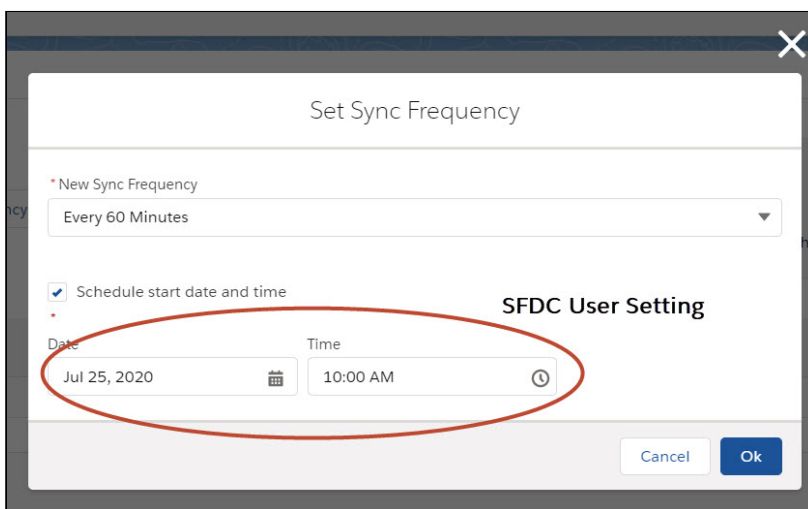 Set Sync Frequency
* New Sync Frequency
ncy
Every 60 Minutes
h
Schedule start date and time
SFDC User Setting
*
Date Time
Jul 25, 2020 10:00 AM
Cancel Ok